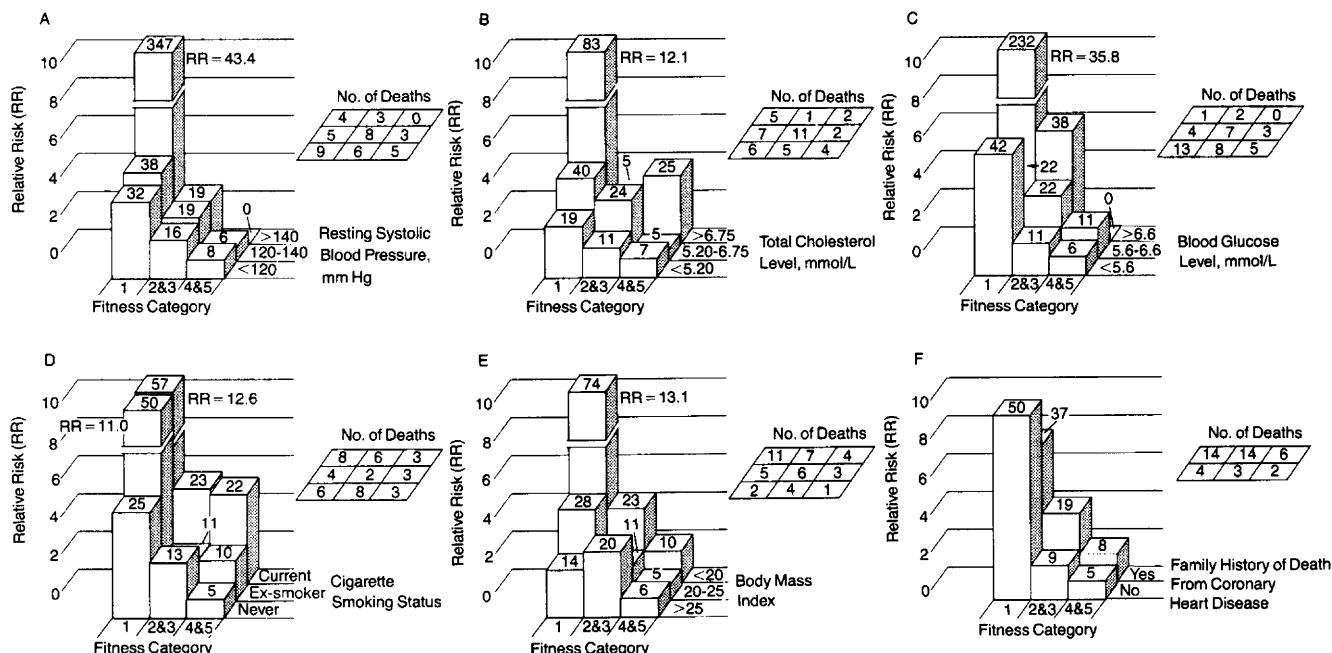 A
Relative Risk (RR)
10
8
6
4
2
0
347
RR = 43.4
38
32
19
19
16
0
6
8
>140
120-140
<120
Resting Systolic
Blood Pressure,
mm Hg
No. of Deaths
4 3 0
5 8 3
9 6 5
1 2&3 4&5
Fitness Category
B
Relative Risk (RR)
10
8
6
4
2
0
83
RR = 12.1
40
5
25
24
19
11
5
7
>6.75
5.20-6.75
<5.20
Total Cholesterol
Level, mmol/L
No. of Deaths
5 1 2
7 11 2
6 5 4
1 2&3 4&5
Fitness Category
C
Relative Risk (RR)
10
8
6
4
2
0
232
RR = 35.8
38
42
22
22
0
11
11
6
>6.6
5.6-6.6
<5.6
Blood Glucose
Level, mmol/L
No. of Deaths
1 2 0
4 7 3
13 8 5
1 2&3 4&5
Fitness Category
D
Relative Risk (RR)
10
8
6
4
2
0
57
50
RR = 12.6
RR = 11.0
23
22
25
11
13
10
5
Current
Ex-smoker
Never
Cigarette
Smoking Status
No. of Deaths
8 6 3
4 2 3
6 8 3
1 2&3 4&5
Fitness Category
E
Relative Risk (RR)
10
8
6
4
2
0
74
RR = 13.1
28
23
11
20
14
10
5
6
<20
20-25
>25
Body Mass
Index
No. of Deaths
11 7 4
5 6 3
2 4 1
1 2&3 4&5
Fitness Category
F
Relative Risk (RR)
10
8
6
4
2
0
50
37
19
9
8
5
Yes
No
Family History of Death
From Coronary
Heart Disease
No. of Deaths
14 14 6
4 3 2
1 2&3 4&5
Fitness Category